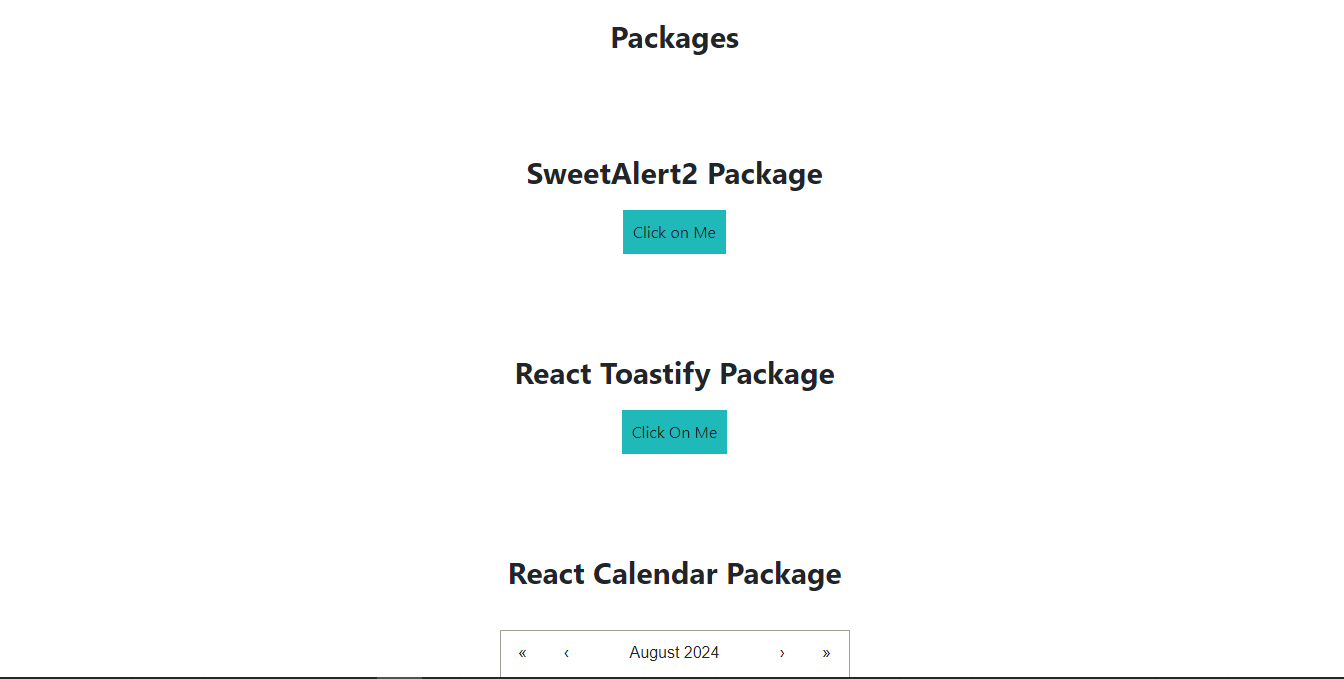 Packages
SweetAlert2 Package
Click on Me
React Toastify Package
Click On Me
React Calendar Package
« ‹ August 2024 › »